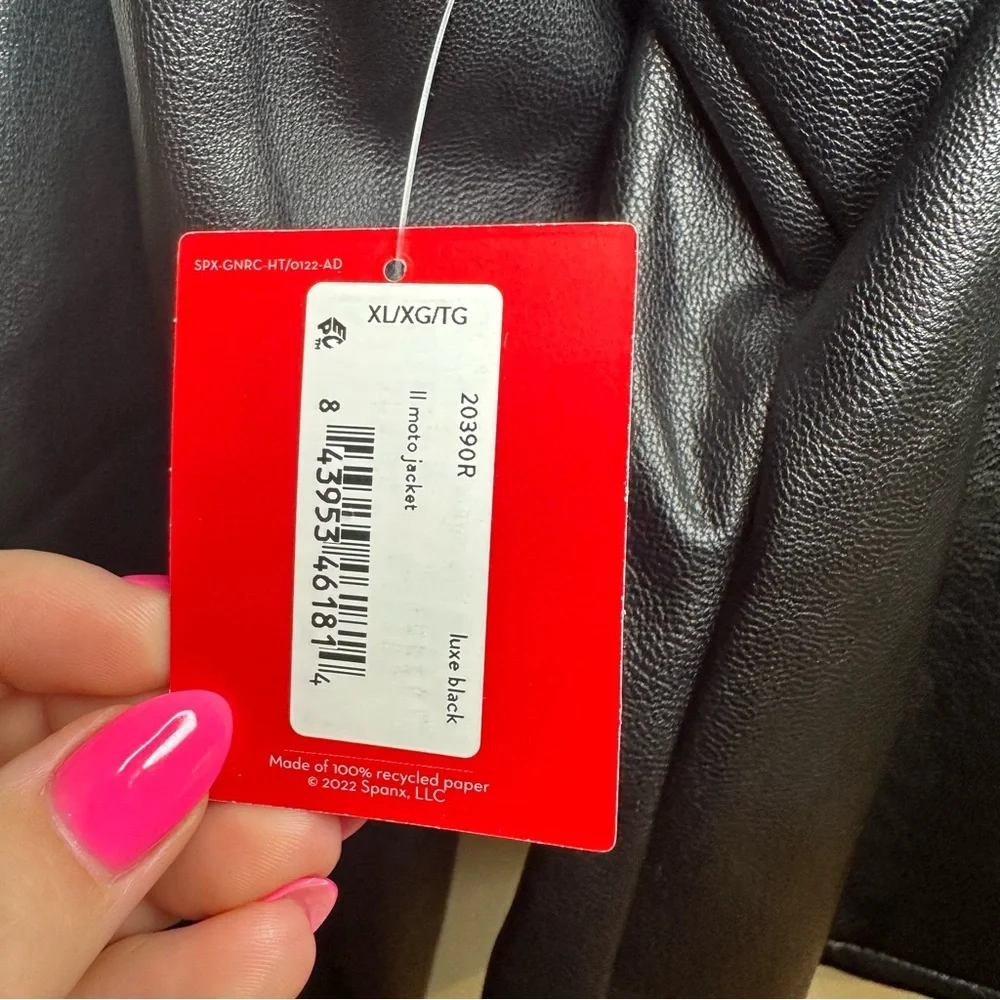 SPX-GNRC-HT/0122-AD
XL/XG/TG
EPC™
20390R
ll moto jacket
luxe black
8 43953 46181 4
Made of 100% recycled paper
© 2022 Spanx, LLC